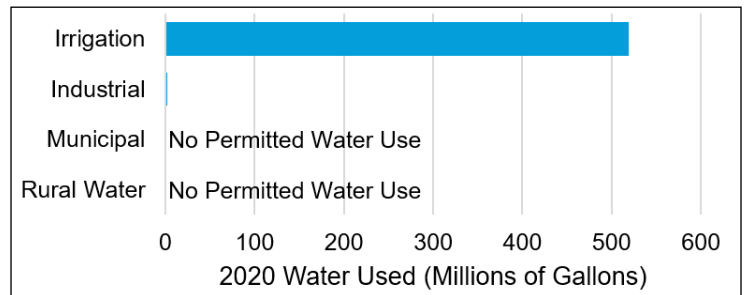 Irrigation
Industrial
Municipal No Permitted Water Use
Rural Water No Permitted Water Use
0 100 200 300 400 500 600
2020 Water Used (Millions of Gallons)